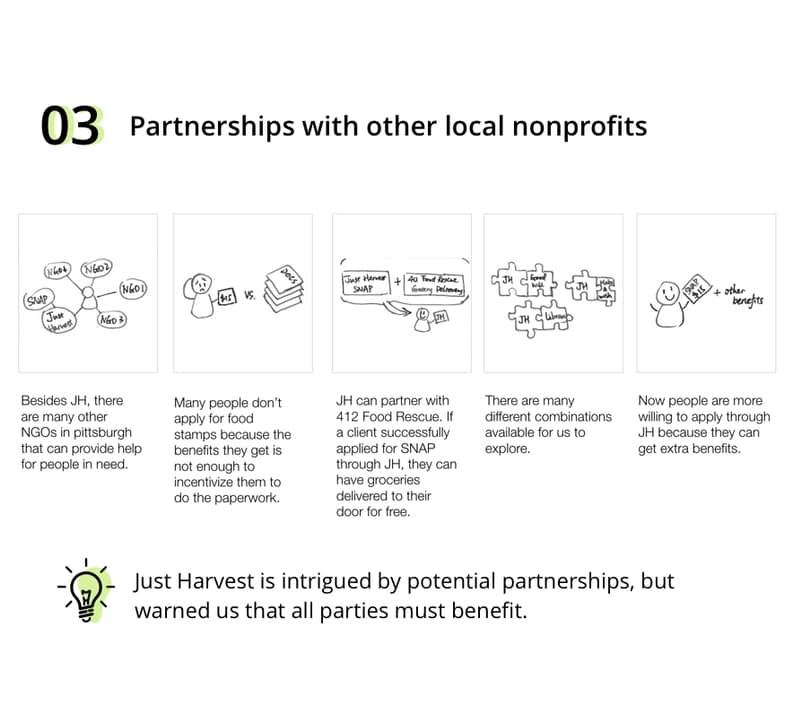 03 Partnerships with other local nonprofits
NGO4
NGO2
NGO1
SNAP
Just
Harvest
NGO3
$15 VS.
DOCS
Just Harvest
SNAP
+
412 Food Rescue
Grocery Delivery
JH
JH
Good
Will
JH
JH
Libraries
SNAP
$15
+ other
benefits
Besides JH, there
are many other
NGOs in pittsburgh
that can provide help
for people in need.
Many people don't
apply for food
stamps because the
benefits they get is
not enough to
incentivize them to
do the paperwork.
JH can partner with
412 Food Rescue. If
a client successfully
applied for SNAP
through JH, they can
have groceries
delivered to their
door for free.
There are many
different combinations
available for us to
explore.
Now people are more
willing to apply through
JH because they can
get extra benefits.
Just Harvest is intrigued by potential partnerships, but
warned us that all parties must benefit.